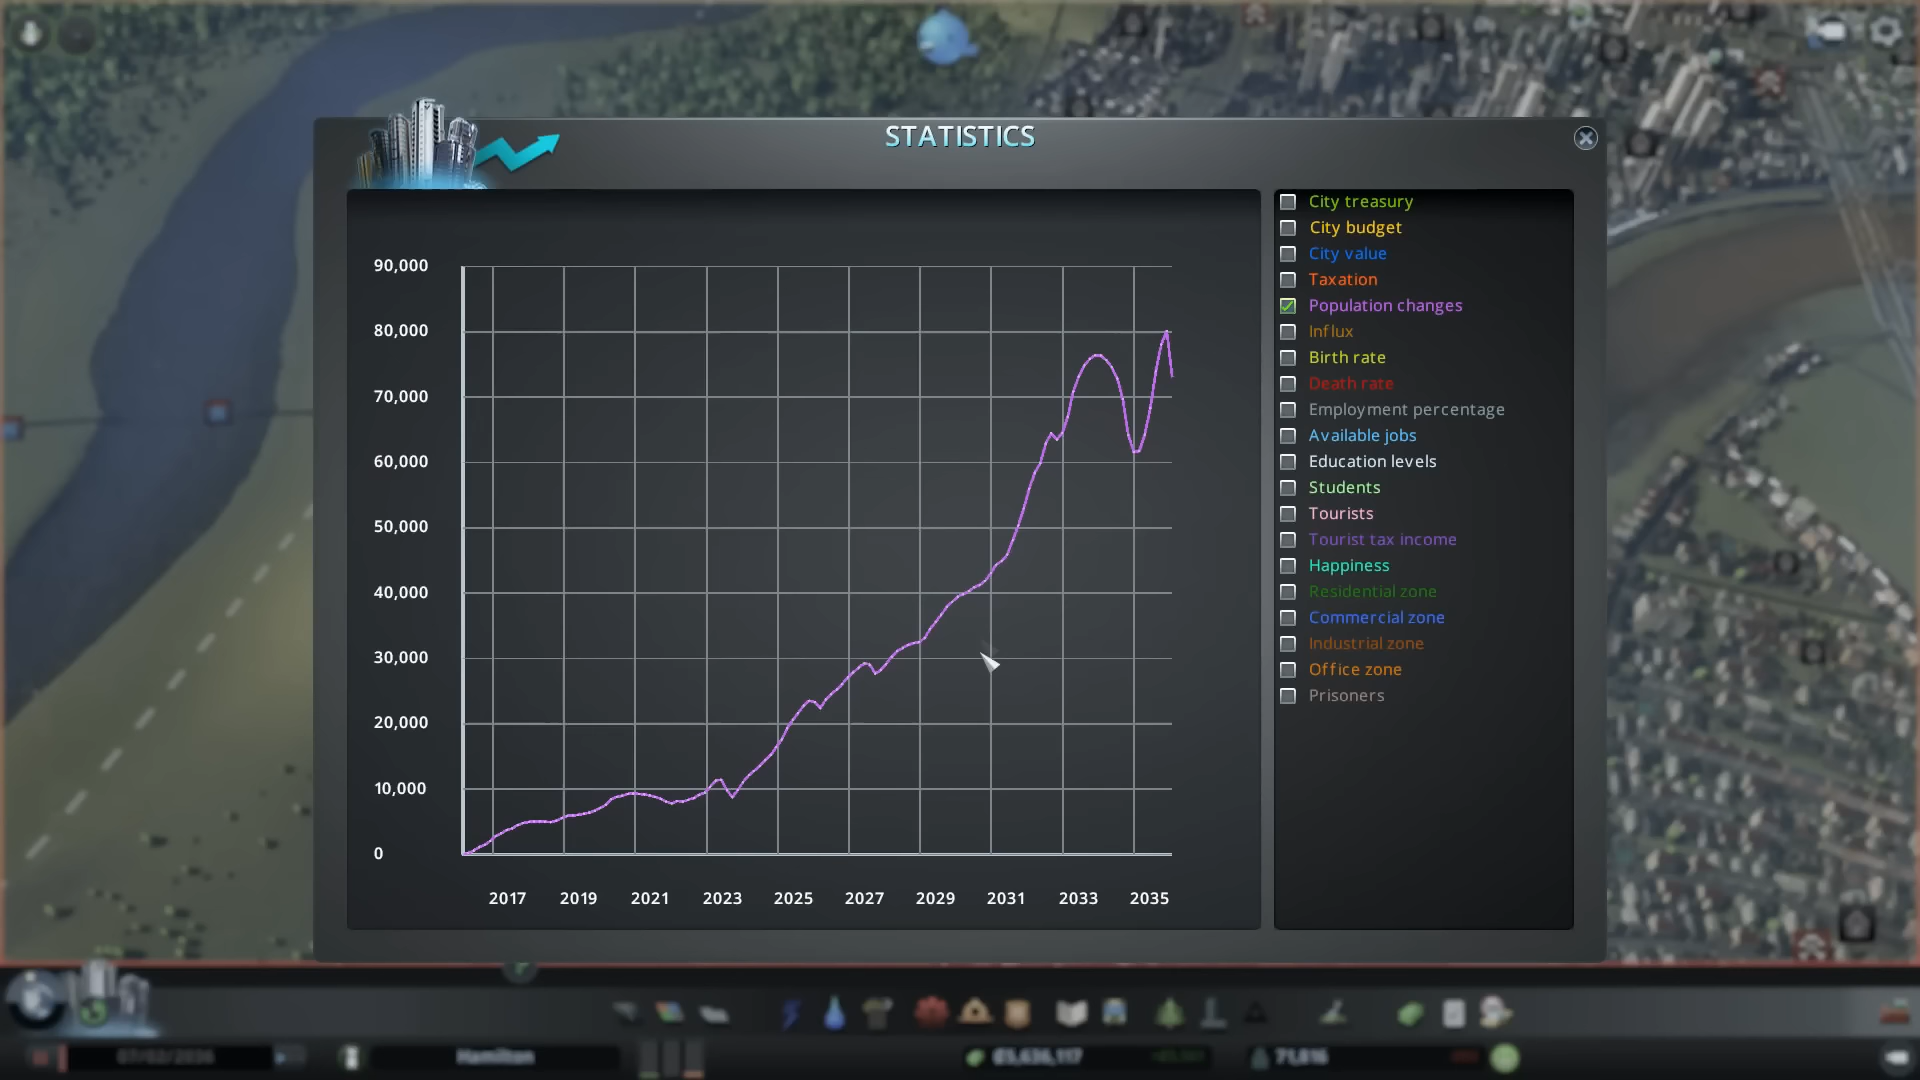 STATISTICS
90,000
80,000
70,000
60,000
50,000
40,000
30,000
20,000
10,000
0
2017 2019 2021 2023 2025 2027 2029 2031 2033 2035
City treasury
City budget
City value
Taxation
Population changes
Influx
Birth rate
Death rate
Employment percentage
Available jobs
Education levels
Students
Tourists
Tourist tax income
Happiness
Residential zone
Commercial zone
Industrial zone
Office zone
Prisoners
Hamilton
71,816